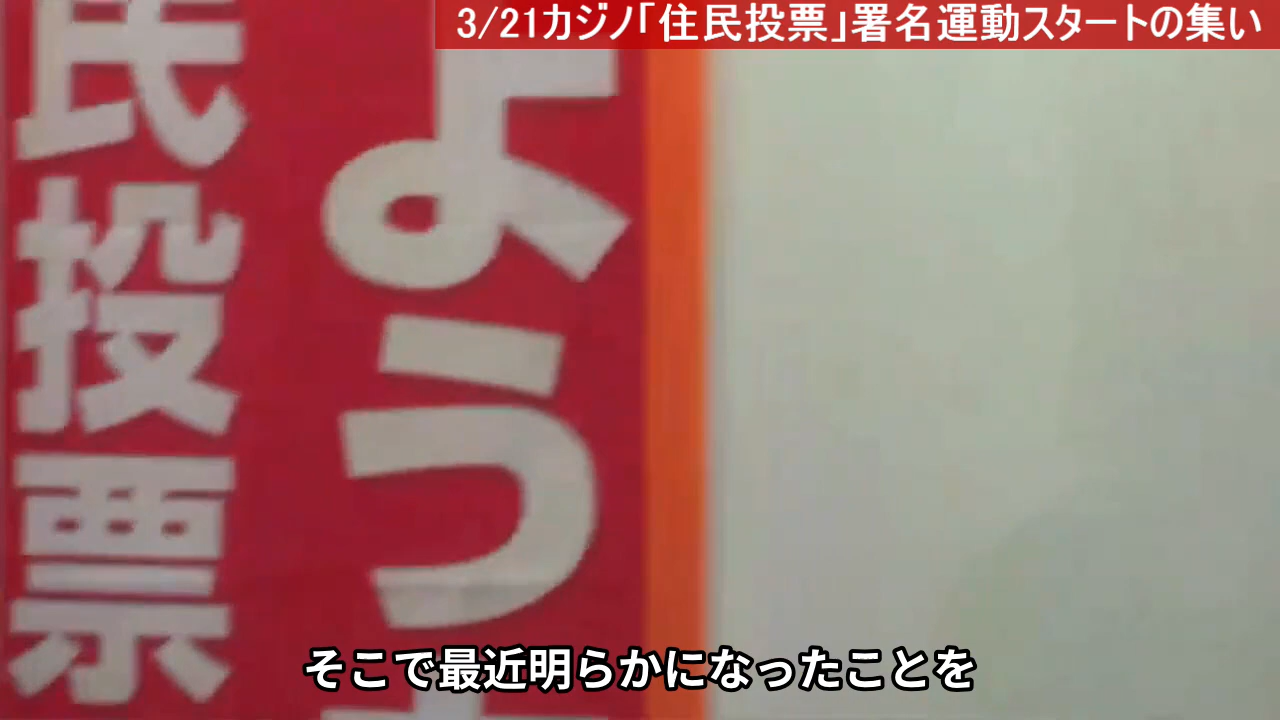 3/21カジノ「住民投票」署名運動スタートの集い
よう
民投票
そこで最近明らかになったことを